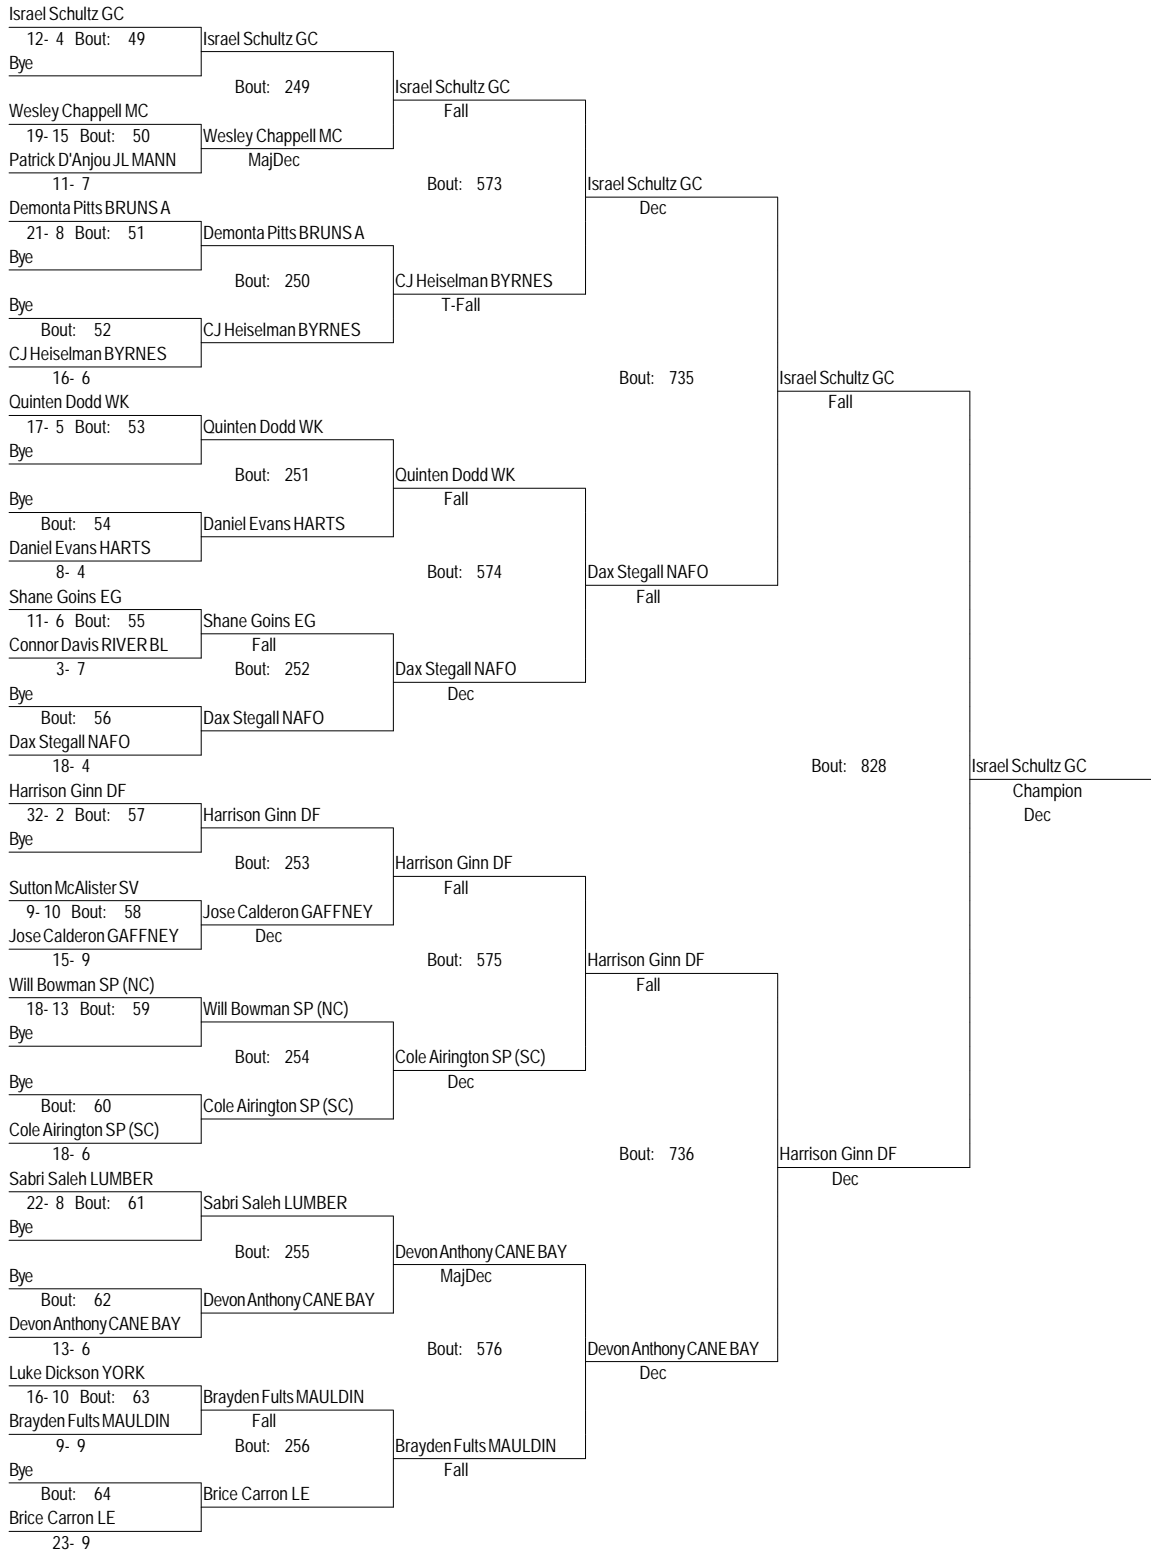 Israel Schultz GC
12- 4 Bout: 49
Israel Schultz GC
Bye
Bout: 249
Israel Schultz GC
Wesley Chappell MC
Fall
19- 15 Bout: 50
Wesley Chappell MC
Patrick D'Anjou JL MANN
MajDec
11- 7
Bout: 573
Israel Schultz GC
Demonta Pitts BRUNS A
Dec
21- 8 Bout: 51
Demonta Pitts BRUNS A
Bye
Bout: 250
CJ Heiselman BYRNES
Bye
T-Fall
Bout: 52
CJ Heiselman BYRNES
CJ Heiselman BYRNES
16- 6
Bout: 735
Israel Schultz GC
Quinten Dodd WK
Fall
17- 5 Bout: 53
Quinten Dodd WK
Bye
Bout: 251
Quinten Dodd WK
Bye
Fall
Bout: 54
Daniel Evans HARTS
Daniel Evans HARTS
8- 4
Bout: 574
Dax Stegall NAFO
Shane Goins EG
Fall
11- 6 Bout: 55
Shane Goins EG
Connor Davis RIVER BL
Fall
3- 7
Bout: 252
Dax Stegall NAFO
Bye
Dec
Bout: 56
Dax Stegall NAFO
Dax Stegall NAFO
18- 4
Bout: 828
Israel Schultz GC
Harrison Ginn DF
Champion
32- 2 Bout: 57
Harrison Ginn DF
Dec
Bye
Bout: 253
Harrison Ginn DF
Sutton McAlister SV
Fall
9- 10 Bout: 58
Jose Calderon GAFFNEY
Jose Calderon GAFFNEY
Dec
15- 9
Bout: 575
Harrison Ginn DF
Will Bowman SP (NC)
Fall
18- 13 Bout: 59
Will Bowman SP (NC)
Bye
Bout: 254
Cole Airington SP (SC)
Bye
Dec
Bout: 60
Cole Airington SP (SC)
Cole Airington SP (SC)
18- 6
Bout: 736
Harrison Ginn DF
Sabri Saleh LUMBER
Dec
22- 8 Bout: 61
Sabri Saleh LUMBER
Bye
Bout: 255
Devon Anthony CANE BAY
Bye
MajDec
Bout: 62
Devon Anthony CANE BAY
Devon Anthony CANE BAY
13- 6
Bout: 576
Devon Anthony CANE BAY
Luke Dickson YORK
Dec
16- 10 Bout: 63
Brayden Fults MAULDIN
Brayden Fults MAULDIN
Fall
9- 9
Bout: 256
Brayden Fults MAULDIN
Bye
Fall
Bout: 64
Brice Carron LE
Brice Carron LE
23- 9